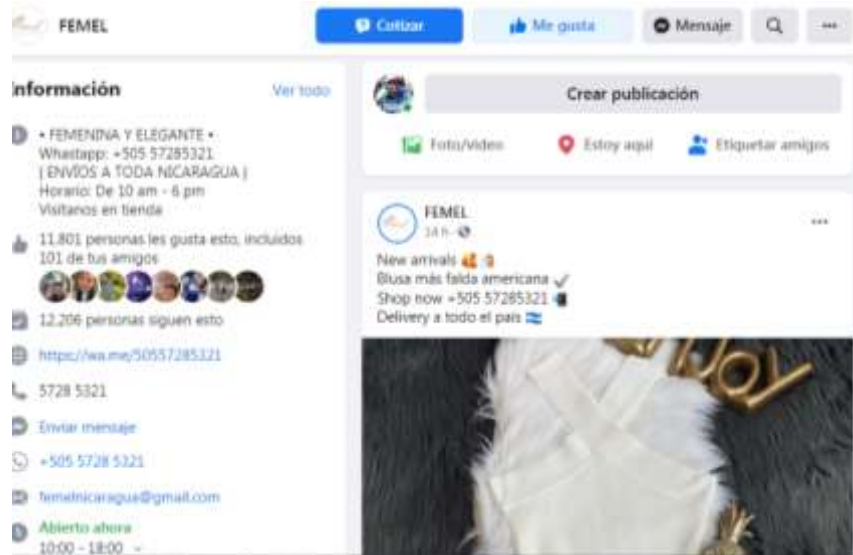 FEMEL
Cotizar
Me gusta
Mensaje
Información
Ver todo
• FEMENINA Y ELEGANTE •
Whastapp: +505 57285321
| ENVÍOS A TODA NICARAGUA |
Horario: De 10 am - 6 pm
Visitanos en tienda
11.801 personas les gusta esto, incluidos
101 de tus amigos
12.206 personas siguen esto
https://wa.me/50557285321
5728 5321
Enviar mensaje
+505 5728 5321
femelnicaragua@gmail.com
Abierto ahora
10:00 - 18:00
Crear publicación
Foto/video
Estoy aquí
Etiquetar amigos
FEMEL
14 h ·
New arrivals
Blusa más falda americana
Shop now +505 57285321
Delivery a todo el país